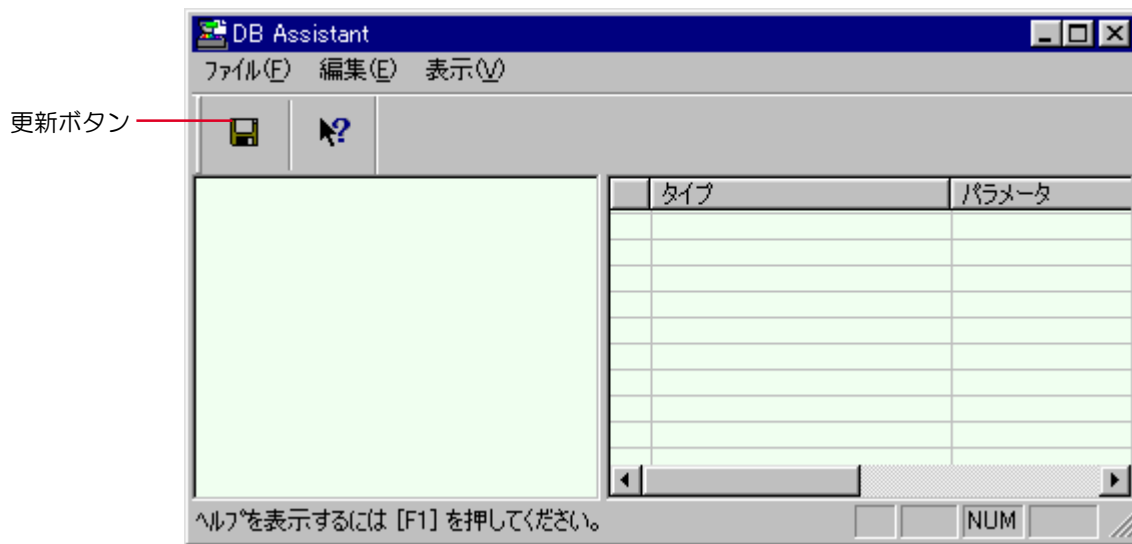 DB Assistant
ﾌｧｲﾙ(F) 編集(E) 表示(V)
更新ボタン
タイプ パラメータ
ﾍﾙﾌﾟを表示するには [F1] を押してください。 NUM